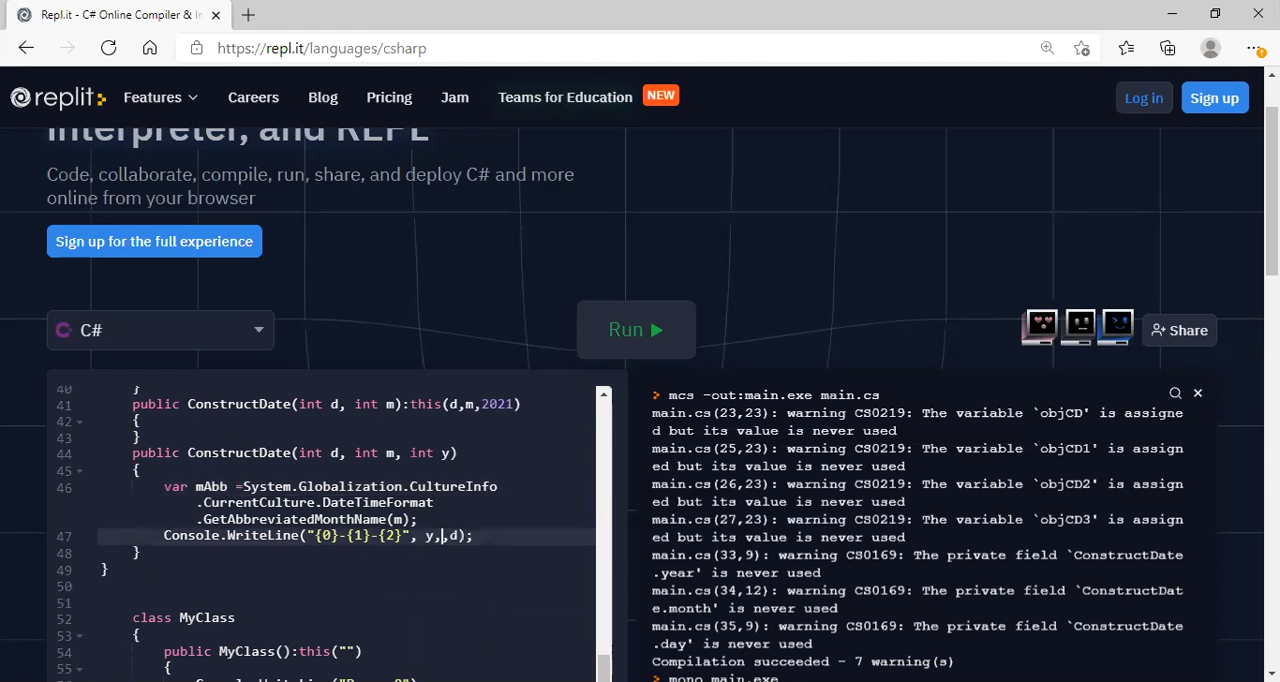 Repl.it - C# Online Compiler & I
https://repl.it/languages/csharp
replit Features Careers Blog Pricing Jam Teams for Education NEW Log in Sign up
Interpreter, and REPL
Code, collaborate, compile, run, share, and deploy C# and more
online from your browser
Sign up for the full experience
C# Run Share
40 }
41 public ConstructDate(int d, int m):this(d,m,2021)
42 {
43 }
44 public ConstructDate(int d, int m, int y)
45 {
46 var mAbb =System.Globalization.CultureInfo
.CurrentCulture.DateTimeFormat
.GetAbbreviatedMonthName(m);
47 Console.WriteLine("{0}-{1}-{2}", y,,d);
48 }
49 }
50
51
52 class MyClass
53 {
54 public MyClass():this("")
55 {
mcs -out:main.exe main.cs
main.cs(23,23): warning CS0219: The variable `objCD' is assigne
d but its value is never used
main.cs(25,23): warning CS0219: The variable `objCD1' is assign
ed but its value is never used
main.cs(26,23): warning CS0219: The variable `objCD2' is assign
ed but its value is never used
main.cs(27,23): warning CS0219: The variable `objCD3' is assign
ed but its value is never used
main.cs(33,9): warning CS0169: The private field `ConstructDate
.year' is never used
main.cs(34,12): warning CS0169: The private field `ConstructDat
e.month' is never used
main.cs(35,9): warning CS0169: The private field `ConstructDate
.day' is never used
Compilation succeeded - 7 warning(s)
mono main.exe